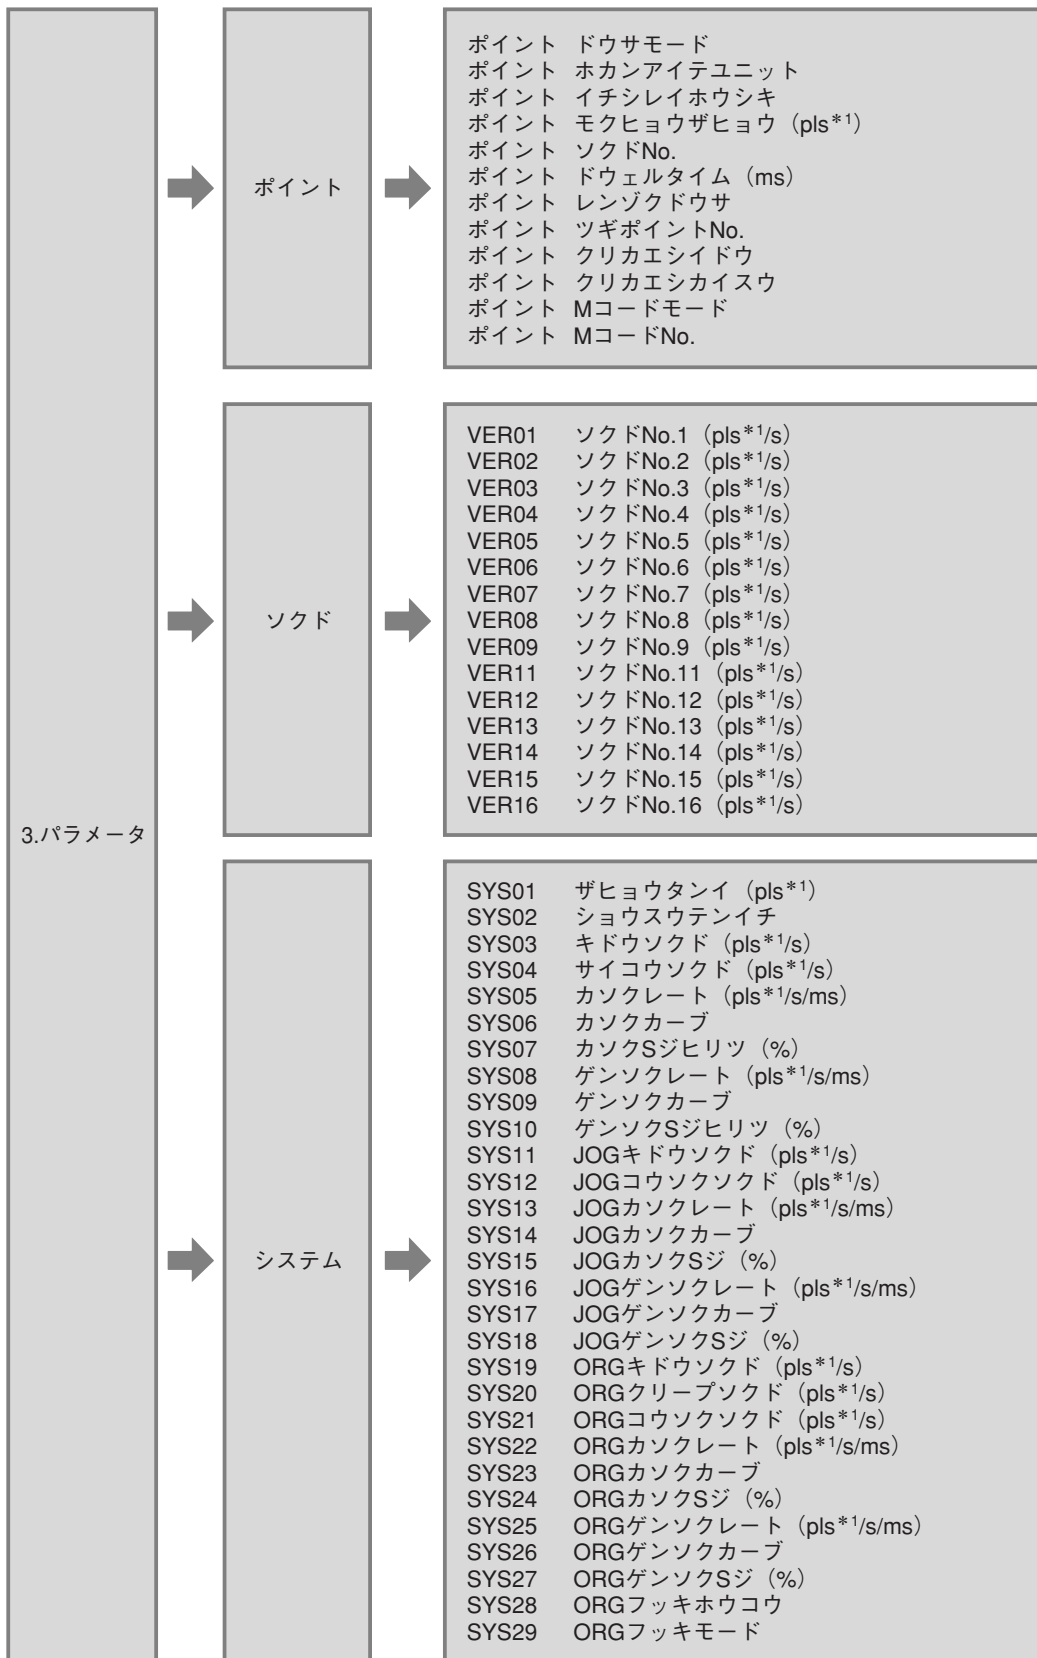 3.パラメータ
ポイント
ポイント ドウサモード
ポイント ホカンアイテユニット
ポイント イチシレイホウシキ
ポイント モクヒョウザヒョウ（pls*1）
ポイント ソクドNo.
ポイント ドウェルタイム（ms）
ポイント レンゾクドウサ
ポイント ツギポイントNo.
ポイント クリカエシイドウ
ポイント クリカエシカイスウ
ポイント Mコードモード
ポイント MコードNo.
ソクド
VER01 ソクドNo.1（pls*1/s）
VER02 ソクドNo.2（pls*1/s）
VER03 ソクドNo.3（pls*1/s）
VER04 ソクドNo.4（pls*1/s）
VER05 ソクドNo.5（pls*1/s）
VER06 ソクドNo.6（pls*1/s）
VER07 ソクドNo.7（pls*1/s）
VER08 ソクドNo.8（pls*1/s）
VER09 ソクドNo.9（pls*1/s）
VER11 ソクドNo.11（pls*1/s）
VER12 ソクドNo.12（pls*1/s）
VER13 ソクドNo.13（pls*1/s）
VER14 ソクドNo.14（pls*1/s）
VER15 ソクドNo.15（pls*1/s）
VER16 ソクドNo.16（pls*1/s）
システム
SYS01 ザヒョウタンイ（pls*1）
SYS02 ショウスウテンイチ
SYS03 キドウソクド（pls*1/s）
SYS04 サイコウソクド（pls*1/s）
SYS05 カソクレート（pls*1/s/ms）
SYS06 カソクカーブ
SYS07 カソクSジヒリツ（%）
SYS08 ゲンソクレート（pls*1/s/ms）
SYS09 ゲンソクカーブ
SYS10 ゲンソクSジヒリツ（%）
SYS11 JOGキドウソクド（pls*1/s）
SYS12 JOGコウソクソクド（pls*1/s）
SYS13 JOGカソクレート（pls*1/s/ms）
SYS14 JOGカソクカーブ
SYS15 JOGカソクSジ（%）
SYS16 JOGゲンソクレート（pls*1/s/ms）
SYS17 JOGゲンソクカーブ
SYS18 JOGゲンソクSジ（%）
SYS19 ORGキドウソクド（pls*1/s）
SYS20 ORGクリープソクド（pls*1/s）
SYS21 ORGコウソクソクド（pls*1/s）
SYS22 ORGカソクレート（pls*1/s/ms）
SYS23 ORGカソクカーブ
SYS24 ORGカソクSジ（%）
SYS25 ORGゲンソクレート（pls*1/s/ms）
SYS26 ORGゲンソクカーブ
SYS27 ORGゲンソクSジ（%）
SYS28 ORGフッキホウコウ
SYS29 ORGフッキモード